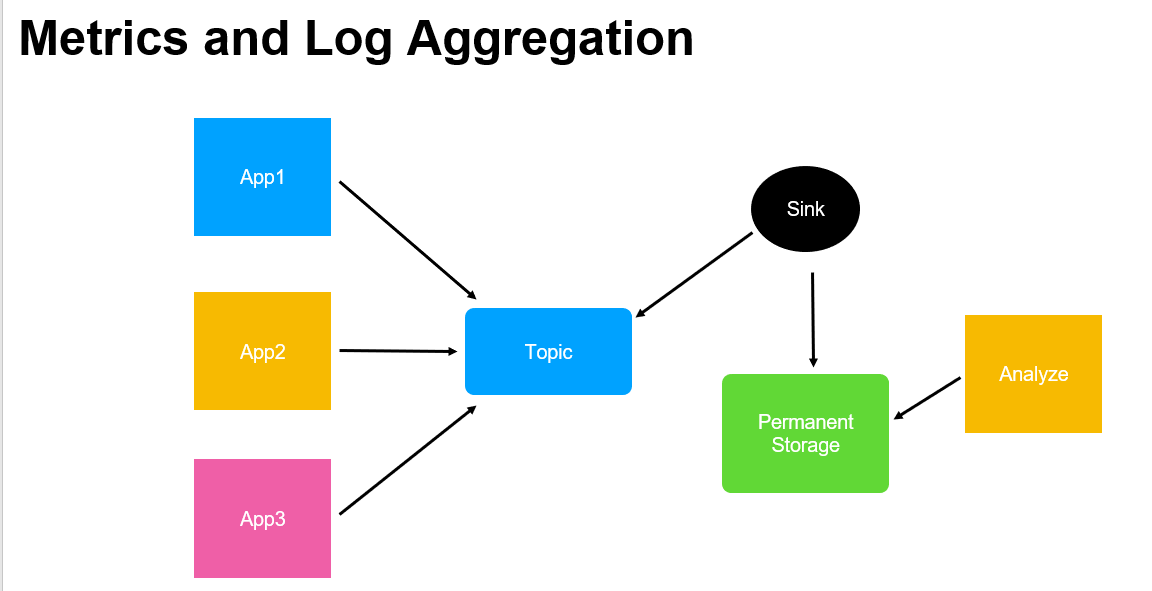 Metrics and Log Aggregation
App1
Sink
App2
Topic
Analyze
Permanent
Storage
App3